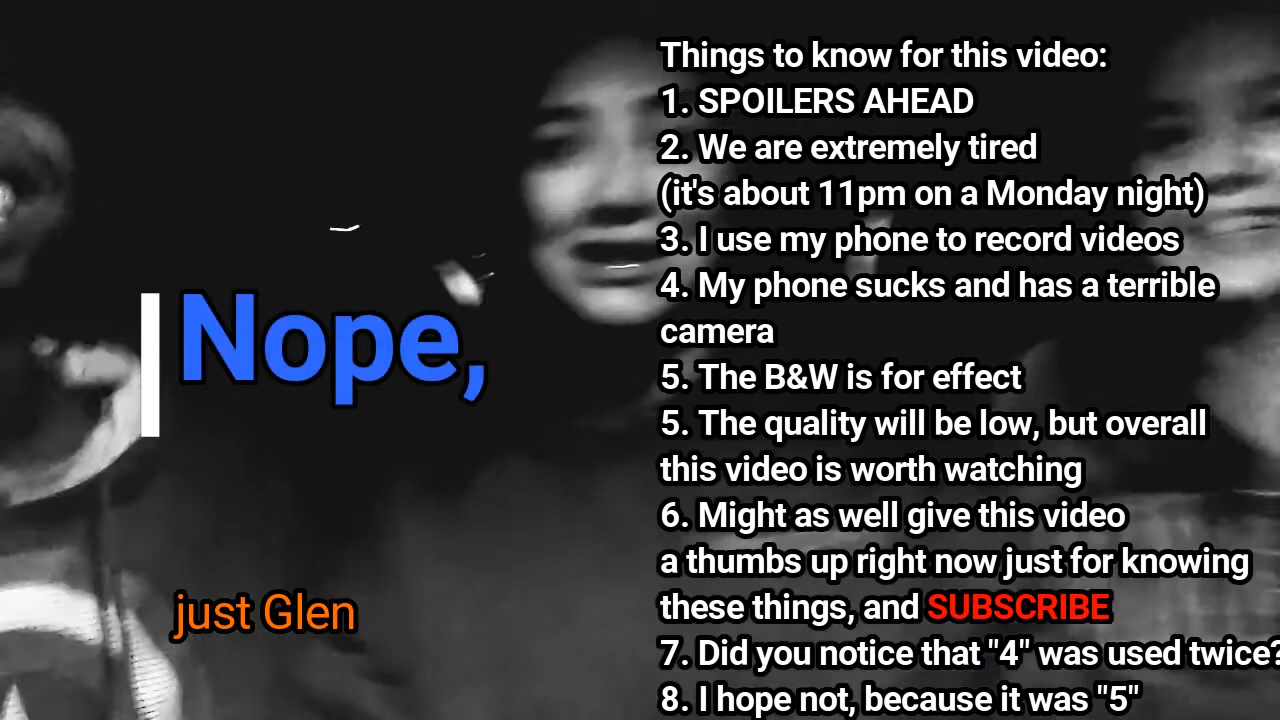 Nope,
just Glen
Things to know for this video:
1. SPOILERS AHEAD
2. We are extremely tired
(it's about 11pm on a Monday night)
3. I use my phone to record videos
4. My phone sucks and has a terrible
camera
5. The B&W is for effect
5. The quality will be low, but overall
this video is worth watching
6. Might as well give this video
a thumbs up right now just for knowing
these things, and SUBSCRIBE
7. Did you notice that "4" was used twice?
8. I hope not, because it was "5"